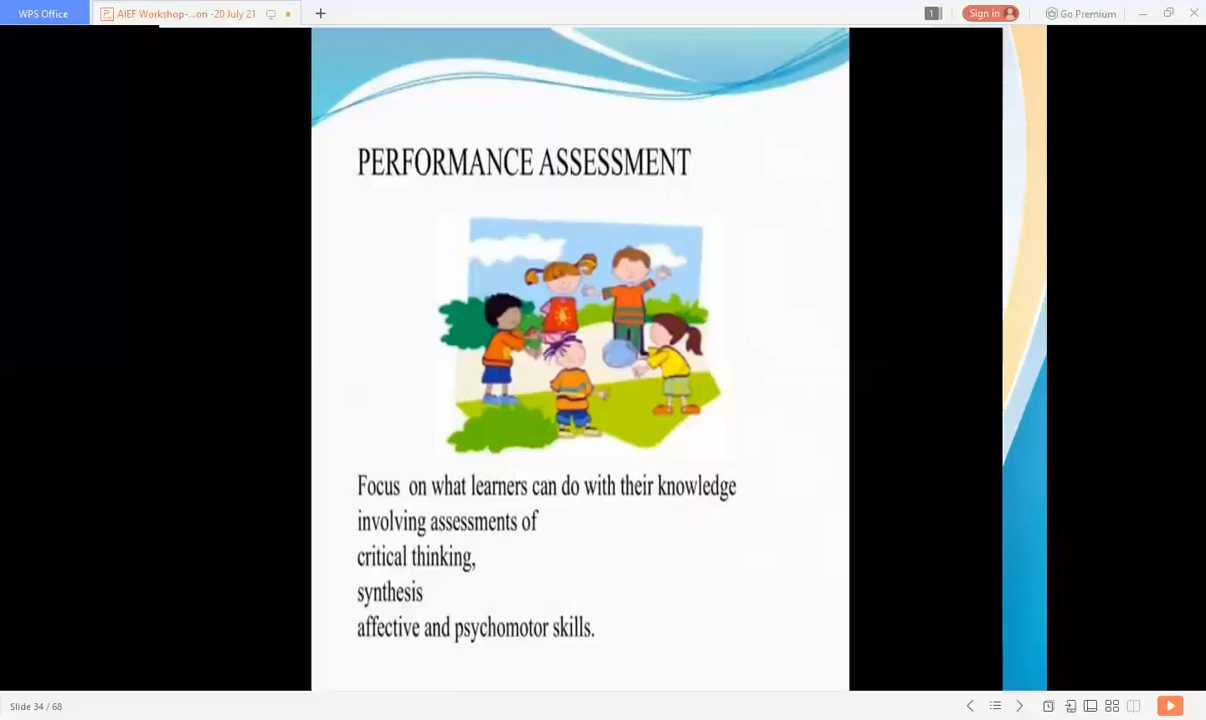 WPS Office
AIEF Workshop-...on -20 July 21
1
Sign in
Go Premium
PERFORMANCE ASSESSMENT
Focus on what learners can do with their knowledge
involving assessments of
critical thinking,
synthesis
affective and psychomotor skills.
Slide 34 / 68